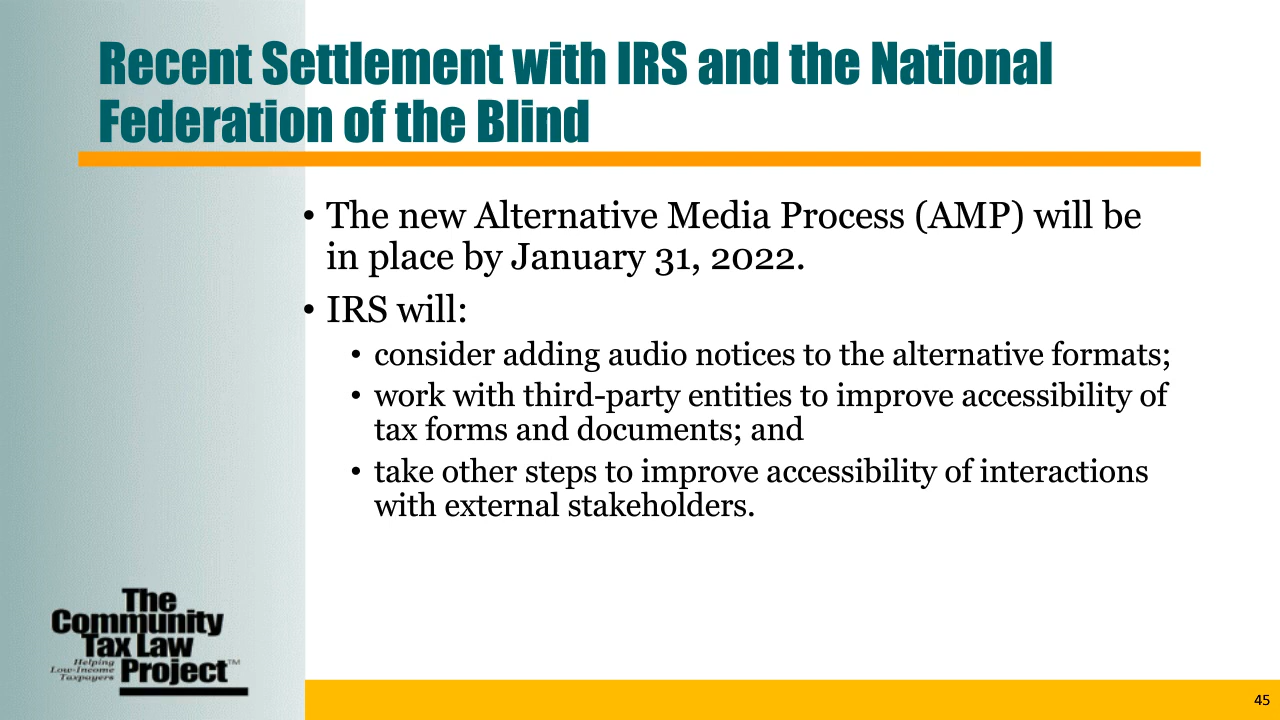 Recent Settlement with IRS and the National
Federation of the Blind
• The new Alternative Media Process (AMP) will be
in place by January 31, 2022.
• IRS will:
• consider adding audio notices to the alternative formats;
• work with third-party entities to improve accessibility of
tax forms and documents; and
• take other steps to improve accessibility of interactions
with external stakeholders.
The
Community
Tax Law
Helping
Low-Income
Taxpayers
Project™
45